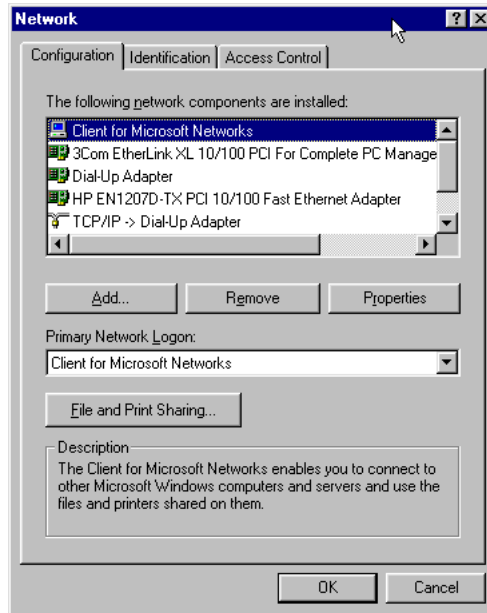 Network
Configuration Identification Access Control
The following network components are installed:
Client for Microsoft Networks
3Com EtherLink XL 10/100 PCI For Complete PC Manage
Dial-Up Adapter
HP EN1207D-TX PCI 10/100 Fast Ethernet Adapter
TCP/IP -> Dial-Up Adapter
Add... Remove Properties
Primary Network Logon:
Client for Microsoft Networks
File and Print Sharing...
Description
The Client for Microsoft Networks enables you to connect to
other Microsoft Windows computers and servers and use the
files and printers shared on them.
OK Cancel